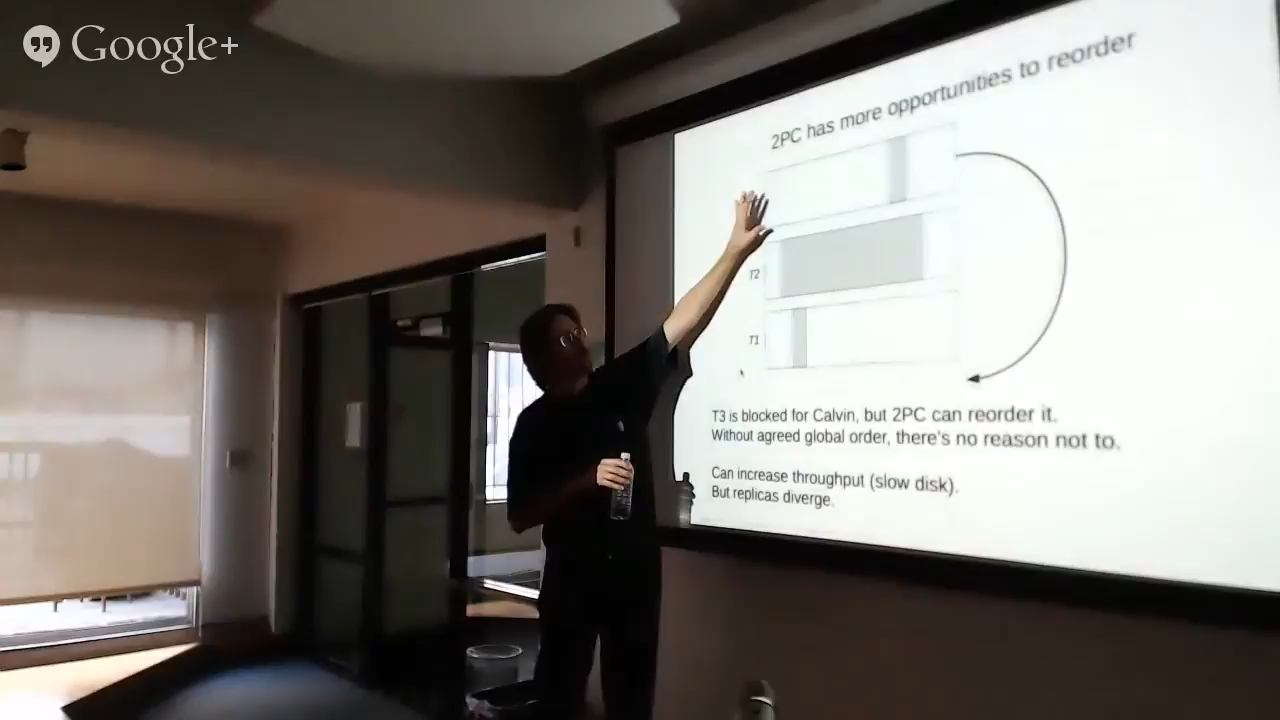 Google+
2PC has more opportunities to reorder
T2
T1
T3 is blocked for Calvin, but 2PC can reorder it.
Without agreed global order, there's no reason not to.
Can increase throughput (slow disk).
But replicas diverge.